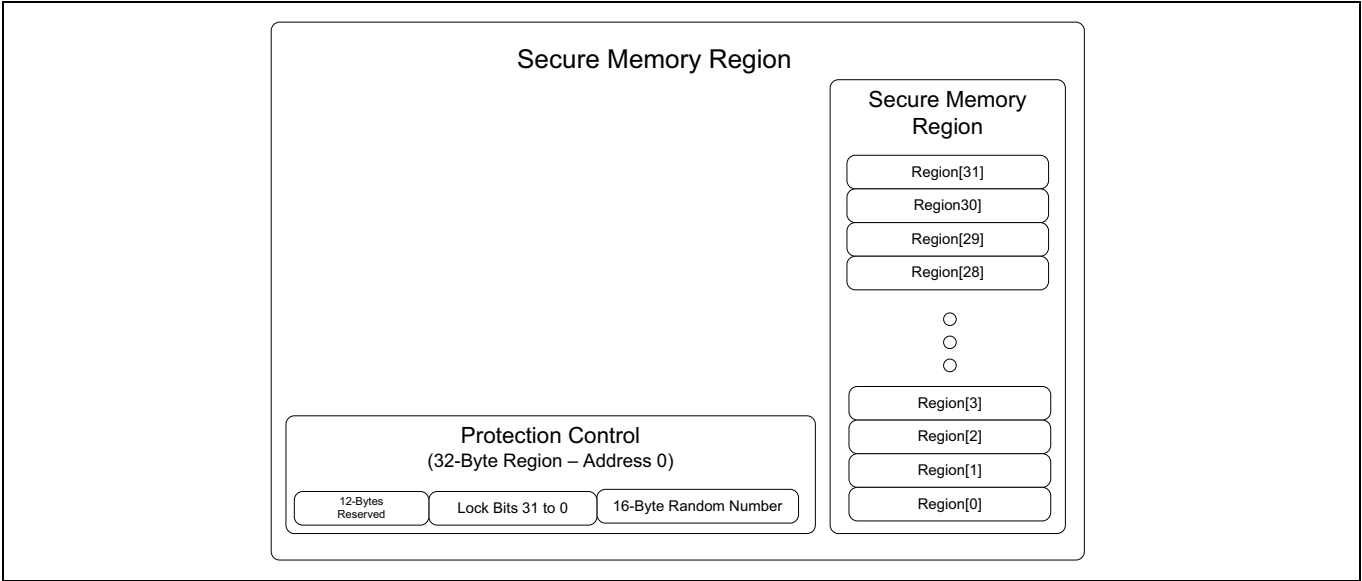 Secure Memory Region
Secure Memory
Region
Region[31]
Region30]
Region[29]
Region[28]
Region[3]
Region[2]
Region[1]
Region[0]
Protection Control
(32-Byte Region – Address 0)
12-Bytes
Reserved
Lock Bits 31 to 0
16-Byte Random Number